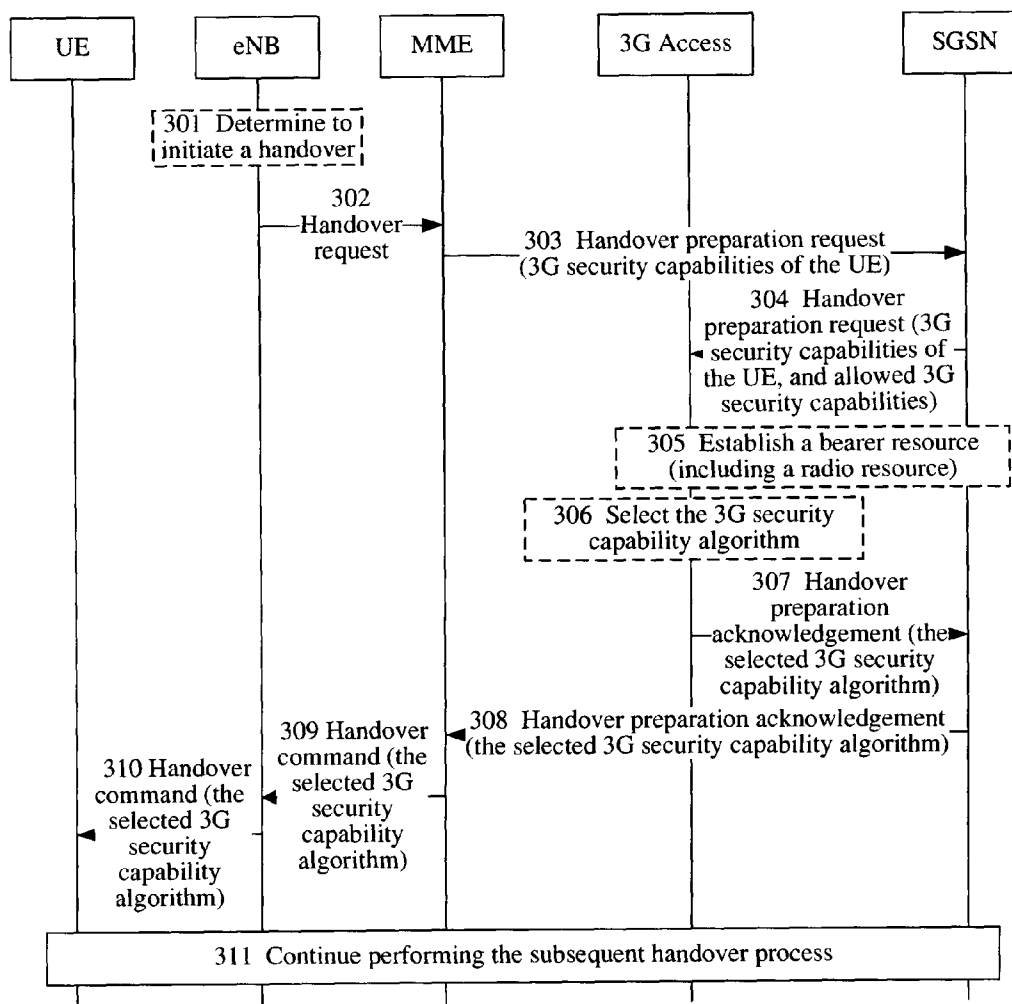 UE
eNB
MME
3G Access
SGSN
301 Determine to
initiate a handover
302
Handover
request
303 Handover preparation request
(3G security capabilities of the UE)
304 Handover
preparation request (3G
security capabilities of
the UE, and allowed 3G
security capabilities)
305 Establish a bearer resource
(including a radio resource)
306 Select the 3G security
capability algorithm
307 Handover
preparation
acknowledgement (the
selected 3G security
capability algorithm)
308 Handover preparation acknowledgement
(the selected 3G security capability algorithm)
309 Handover
command (the
selected 3G
security
capability
algorithm)
310 Handover
command (the
selected 3G
security
capability
algorithm)
311 Continue performing the subsequent handover process